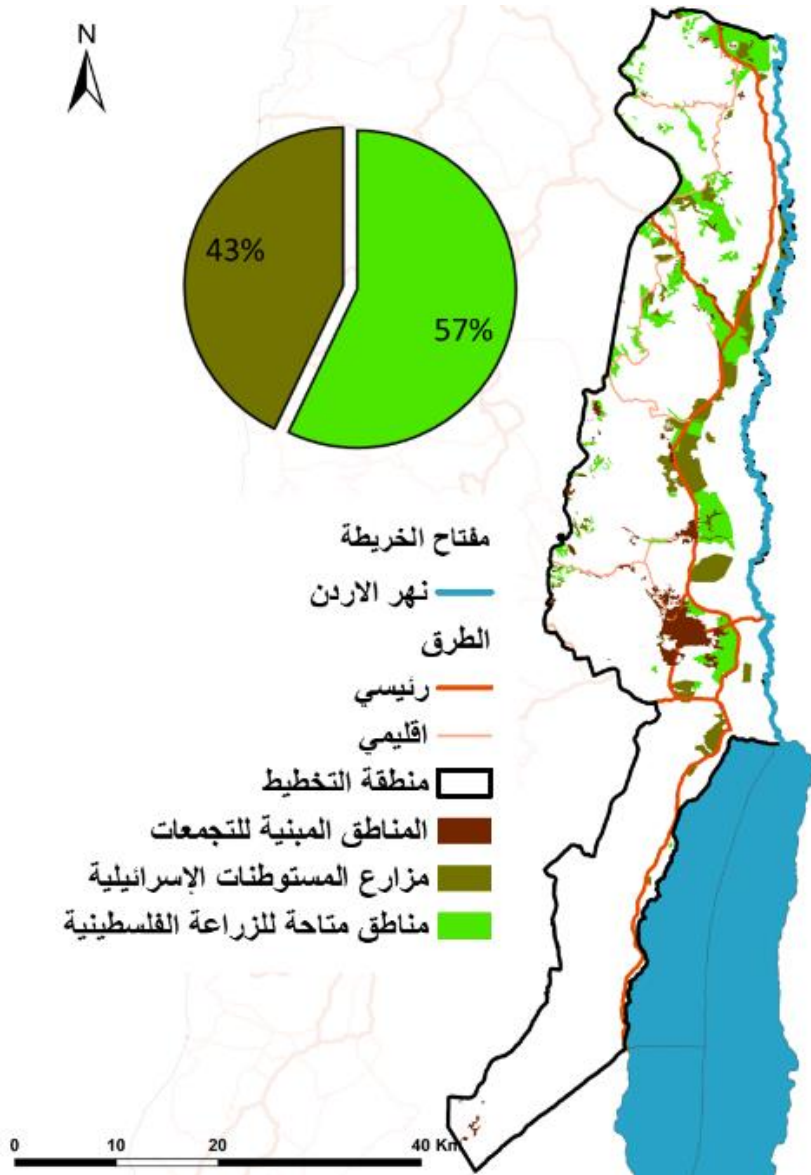 N
43%
57%
مفتاح الخريطة
نهر الاردن
الطرق
رئيسي
اقليمي
منطقة التخطيط
المناطق المبنية للتجمعات
مزارع المستوطنات الإسرائيلية
مناطق متاحة للزراعة الفلسطينية
0 10 20 40 Km